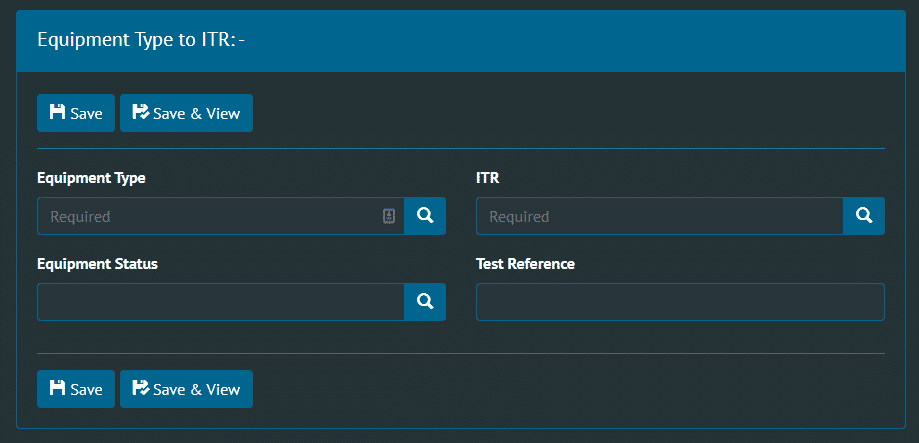 Equipment Type to ITR: -
Save Save & View
Equipment Type ITR
Required Required
Equipment Status Test Reference
Save Save & View